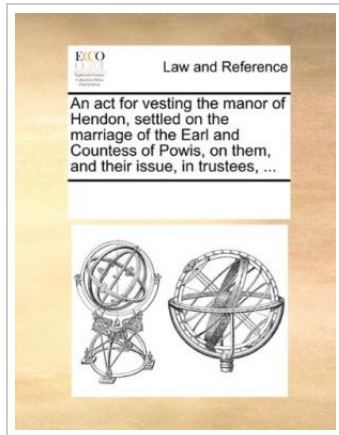 ECCO
Law and Reference
An act for vesting the manor of
Hendon, settled on the
marriage of the Earl and
Countess of Powis, on them,
and their issue, in trustees, ...